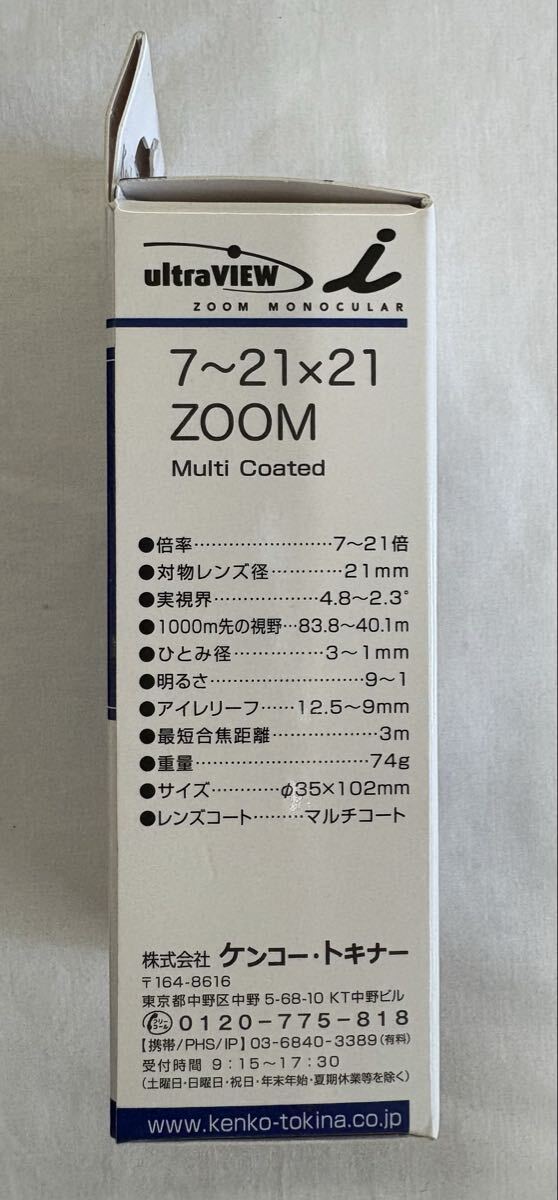 ultraVIEW i
ZOOM MONOCULAR
7〜21×21
ZOOM
Multi Coated
●倍率……………………7〜21倍
●対物レンズ径…………21mm
●実視界………………4.8〜2.3°
●1000m先の視野…83.8〜40.1m
●ひとみ径……………3〜1mm
●明るさ………………………9〜1
●アイレリーフ……12.5〜9mm
●最短合焦距離………………3m
●重量…………………………74g
●サイズ…………φ35×102mm
●レンズコート………マルチコート
株式会社 ケンコー・トキナー
〒164-8616
東京都中野区中野 5-68-10 KT中野ビル
フリーコール 0120-775-818
【携帯/PHS/IP】03-6840-3389(有料)
受付時間 9:15〜17:30
(土曜日・日曜日・祝日・年末年始・夏期休業等を除く)
www.kenko-tokina.co.jp